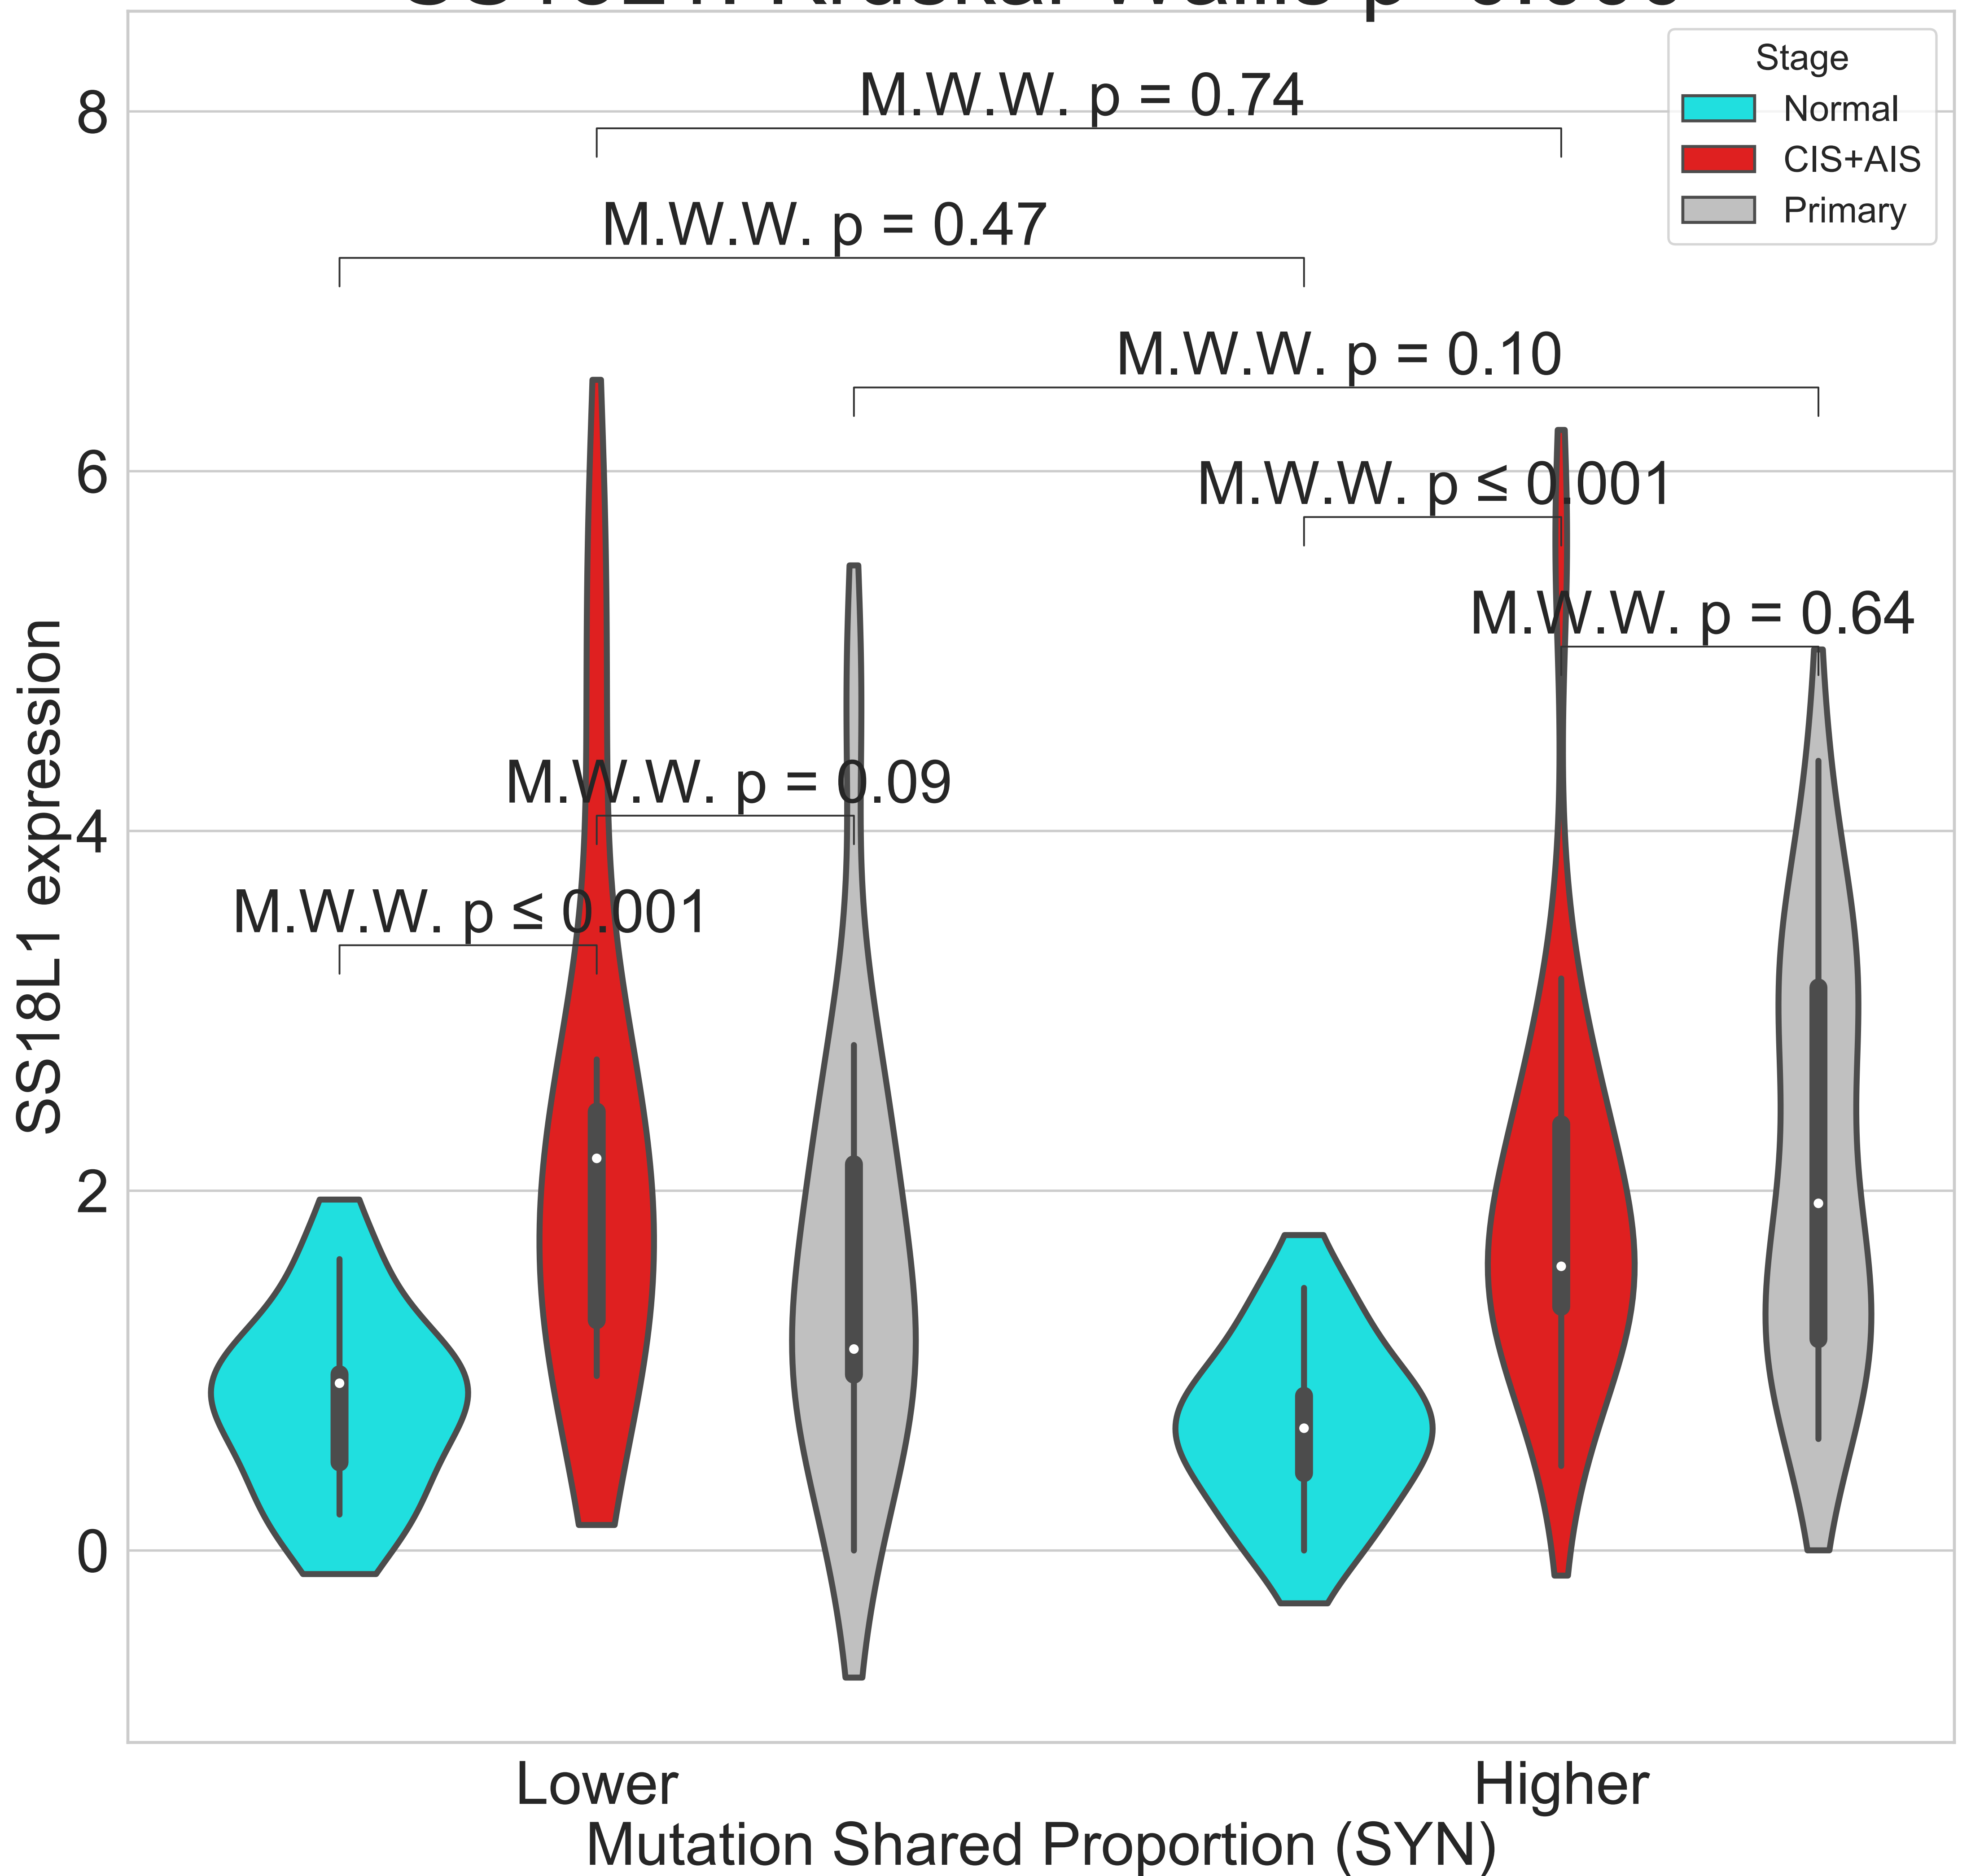 Stage
Normal
CIS+AIS
Primary
M.W.W. p = 0.74
M.W.W. p = 0.47
M.W.W. p = 0.10
M.W.W. p ≤ 0.001
M.W.W. p = 0.64
M.W.W. p = 0.09
M.W.W. p ≤ 0.001
SS18L1 expression
8
6
4
2
0
Lower
Higher
Mutation Shared Proportion (SYN)